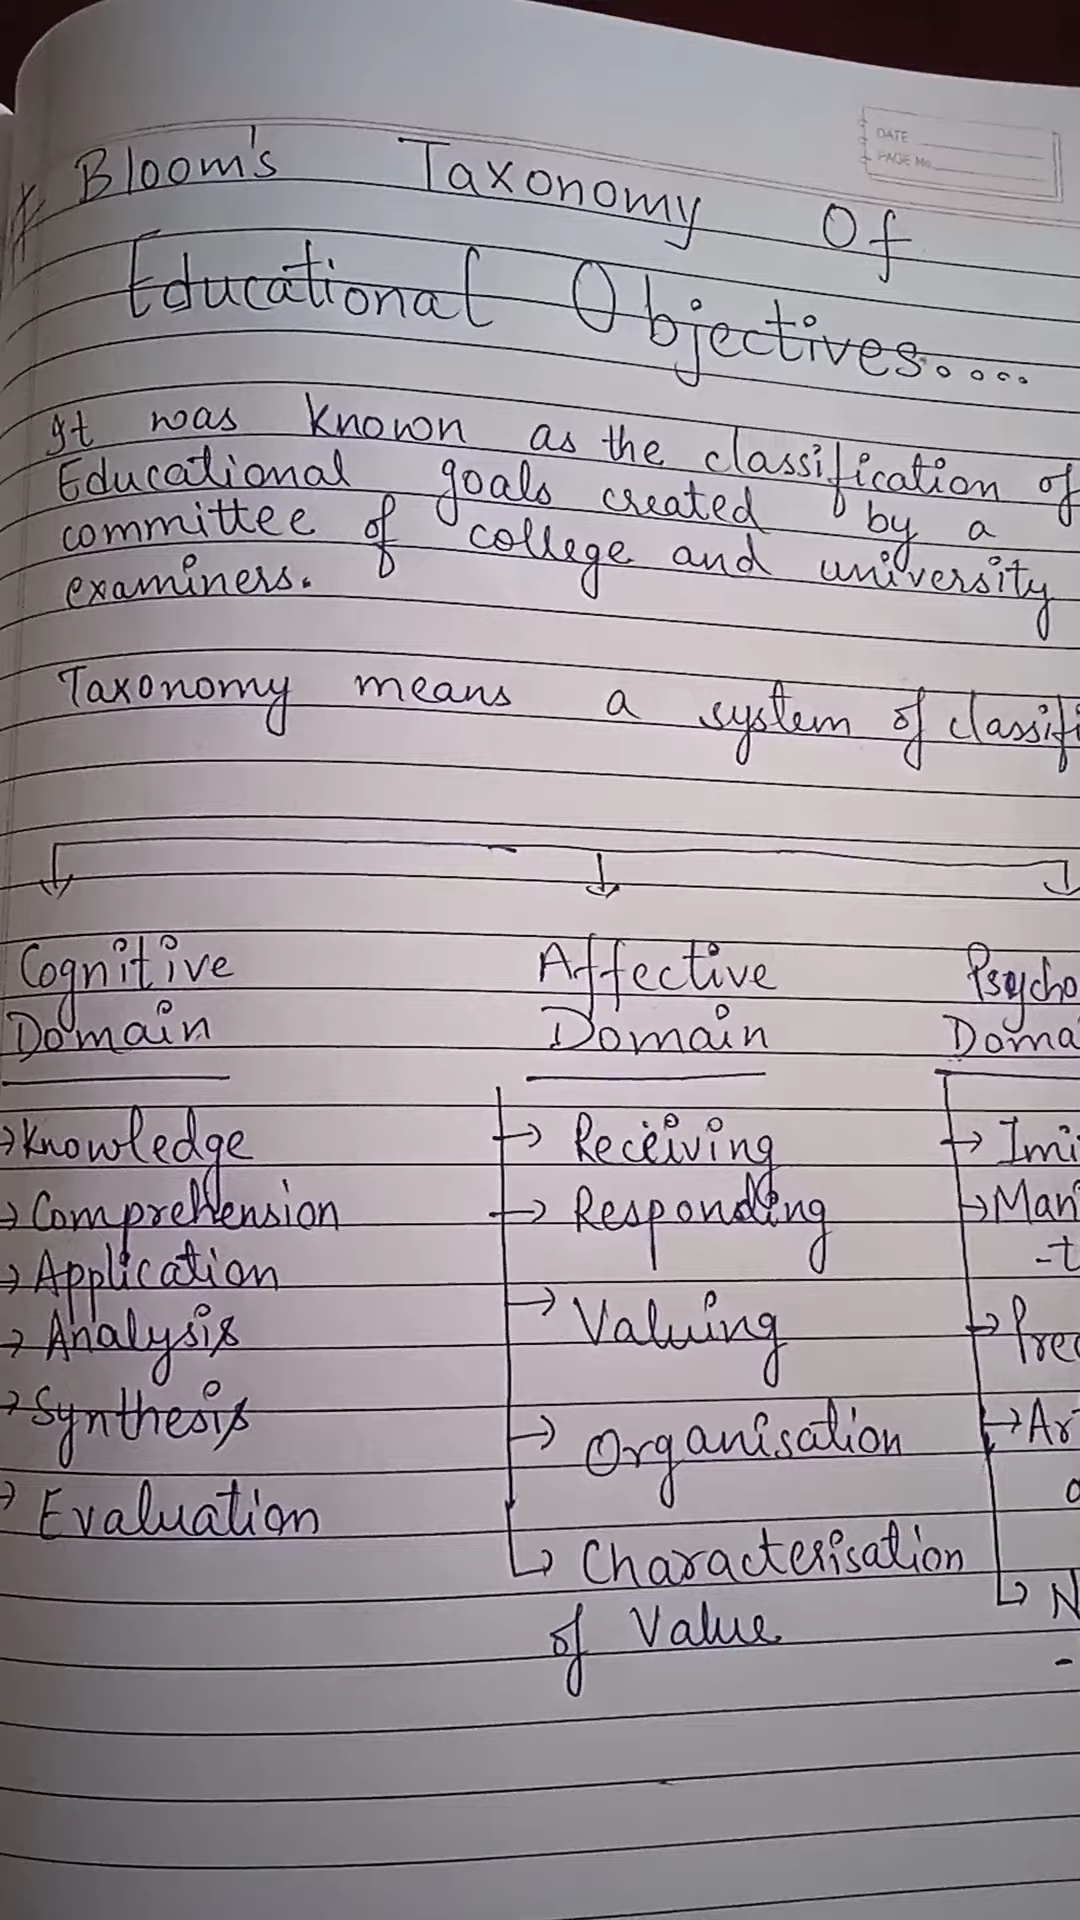 DATE
PAGE No.
* Bloom's Taxonomy Of
Educational Objectives....
It was known as the classification of
Educational goals created by a
committee of college and university
examiners.
Taxonomy means a system of classifi
Cognitive Domain
→ Knowledge
→ Comprehension
→ Application
→ Analysis
→ Synthesis
→ Evaluation
Affective Domain
→ Receiving
→ Responding
→ Valuing
→ Organisation
→ Characterisation
of Value
Psycho
Doma
→ Imi
→ Man
-t
→ Prec
→ Ar
→ N
-